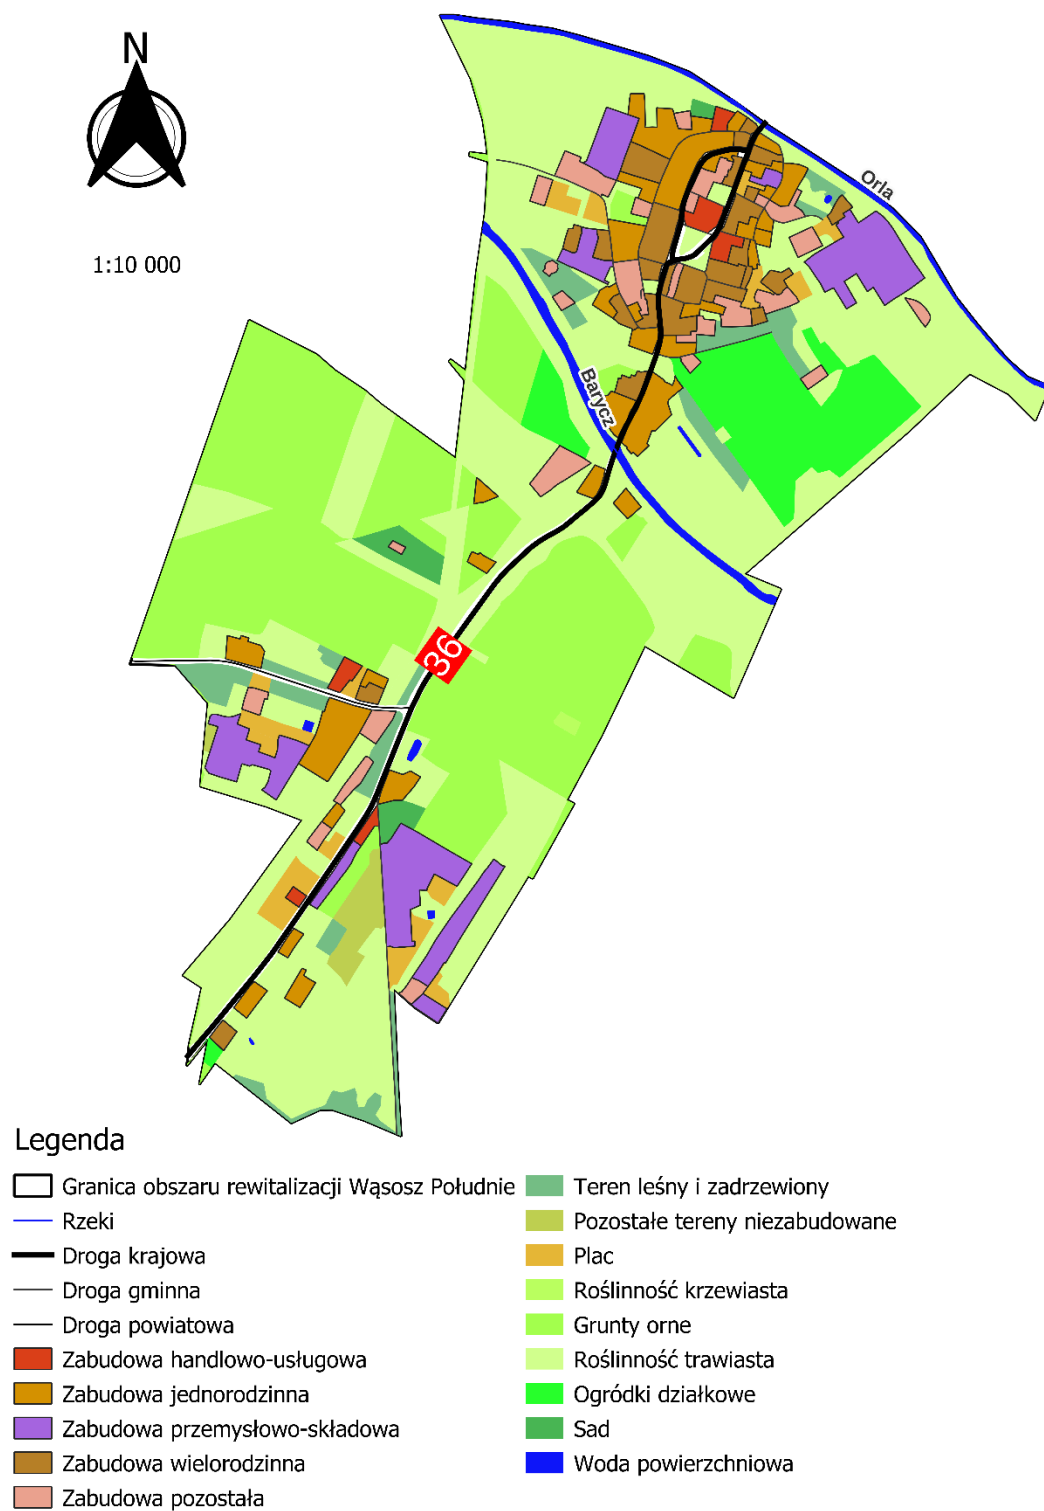 N
1:10 000
Orla
Barycz
36
Legenda
Granica obszaru rewitalizacji Wąsosz Południe
Rzeki
Droga krajowa
Droga gminna
Droga powiatowa
Zabudowa handlowo-usługowa
Zabudowa jednorodzinna
Zabudowa przemysłowo-składowa
Zabudowa wielorodzinna
Zabudowa pozostała
Teren leśny i zadrzewiony
Pozostałe tereny niezabudowane
Plac
Roślinność krzewiasta
Grunty orne
Roślinność trawiasta
Ogródki działkowe
Sad
Woda powierzchniowa